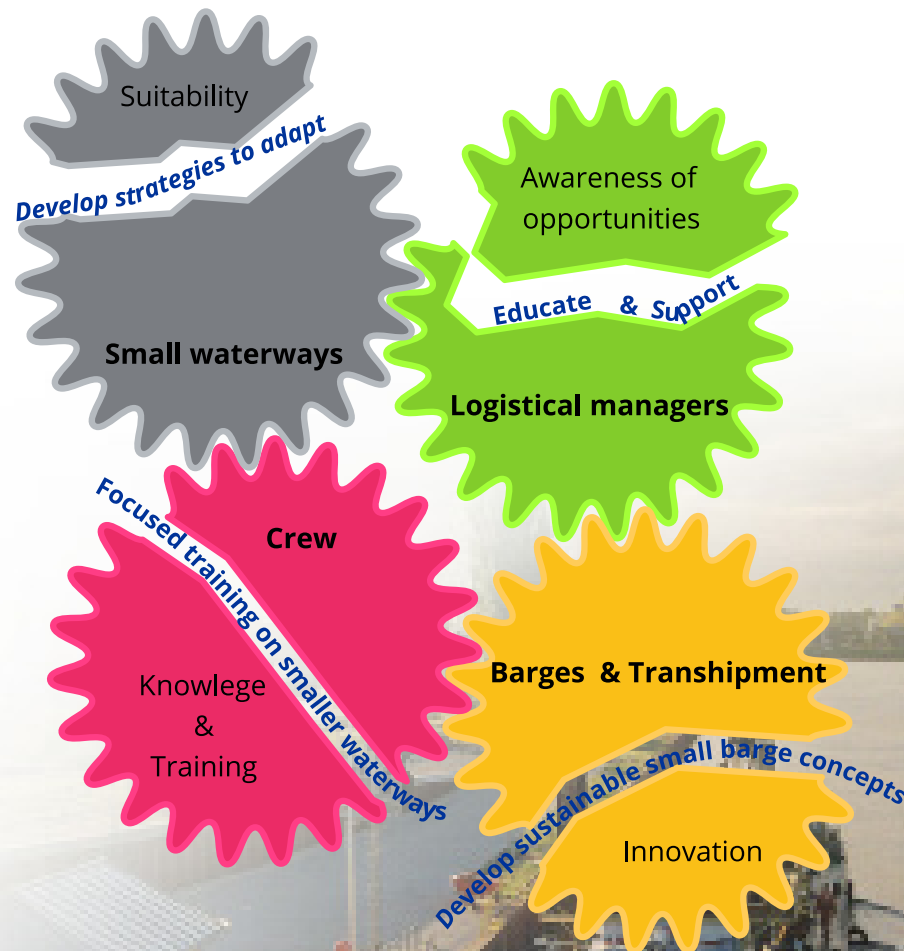 Suitability
Develop strategies to adapt
Small waterways
Awareness of
opportunities
Educate & Support
Logistical managers
Crew
Focused training on smaller waterways
Knowlege
&
Training
Barges & Transhipment
Develop sustainable small barge concepts
Innovation